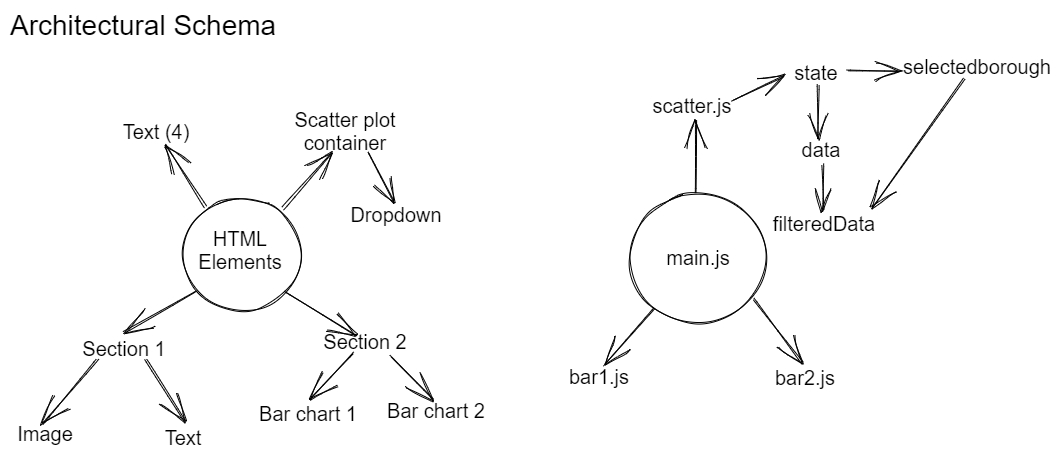 Architectural Schema
Text (4)
Scatter plot
container
Dropdown
HTML
Elements
Section 1
Section 2
Image
Text
Bar chart 1
Bar chart 2
scatter.js
state
selectedborough
data
filteredData
main.js
bar1.js
bar2.js